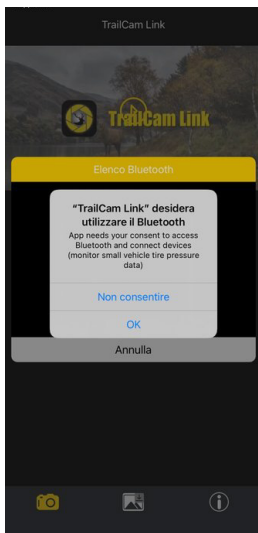 TrailCam Link
TrailCam Link
Elenco Bluetooth
"TrailCam Link" desidera
utilizzare il Bluetooth
App needs your consent to access
Bluetooth and connect devices
(monitor small vehicle tire pressure
data)
Non consentire
OK
Annulla